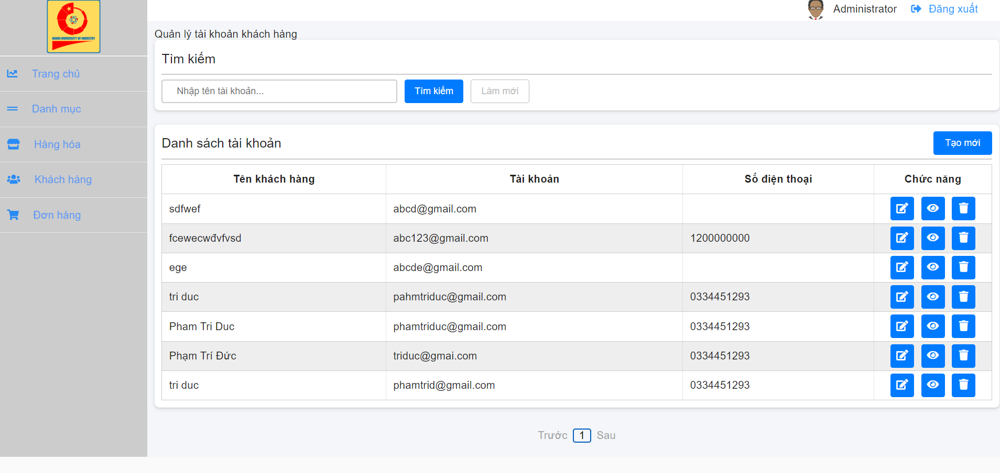 HANOI UNIVERSITY OF INDUSTRY
Administrator Đăng xuất
Trang chủ
Danh mục
Hàng hóa
Khách hàng
Đơn hàng
Quản lý tài khoản khách hàng
Tìm kiếm
Nhập tên tài khoản... Tìm kiếm Làm mới
Danh sách tài khoản Tạo mới
Tên khách hàng Tài khoản Số điện thoại Chức năng
sdfwef abcd@gmail.com
fcewecwđvfvsd abc123@gmail.com 1200000000
ege abcde@gmail.com
tri duc pahmtriduc@gmail.com 0334451293
Pham Tri Duc phamtriduc@gmail.com 0334451293
Phạm Trí Đức triduc@gmai.com 0334451293
tri duc phamtrid@gmail.com 0334451293
Trước 1 Sau